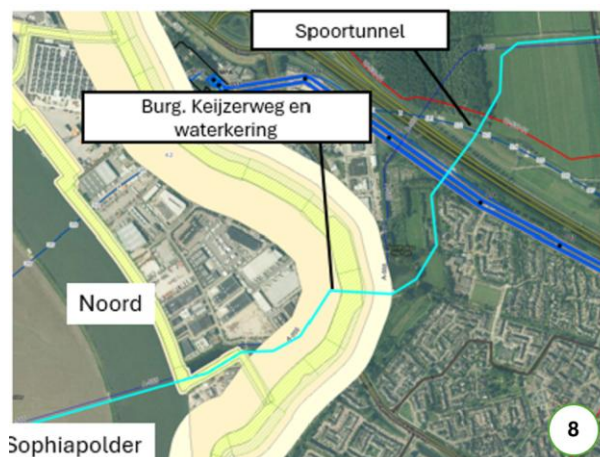 Spoortunnel
Burg. Keijzerweg en
waterkering
Noord
Sophiapolder
8